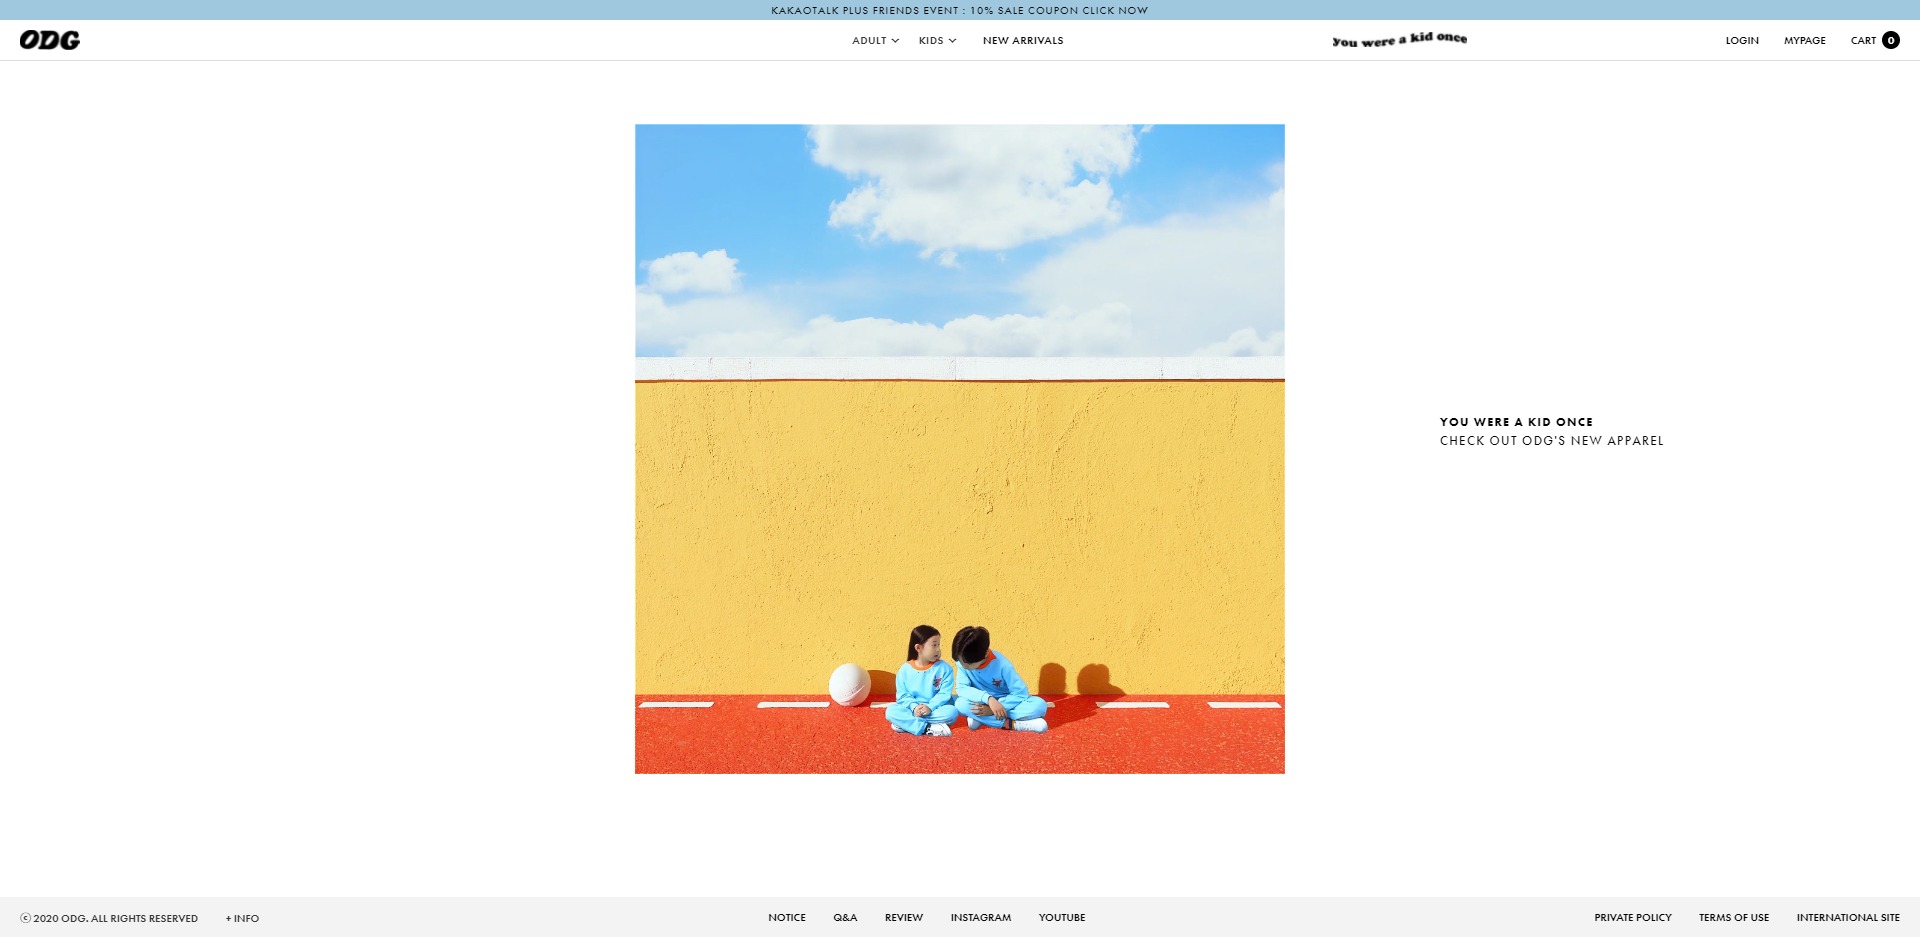 KAKAOTALK PLUS FRIENDS EVENT : 10% SALE COUPON CLICK NOW
ODG
ADULT
KIDS
NEW ARRIVALS
you were a kid once
LOGIN
MYPAGE
CART 0
YOU WERE A KID ONCE
CHECK OUT ODG'S NEW APPAREL
ⓒ 2020 ODG. ALL RIGHTS RESERVED
+ INFO
NOTICE
Q&A
REVIEW
INSTAGRAM
YOUTUBE
PRIVATE POLICY
TERMS OF USE
INTERNATIONAL SITE